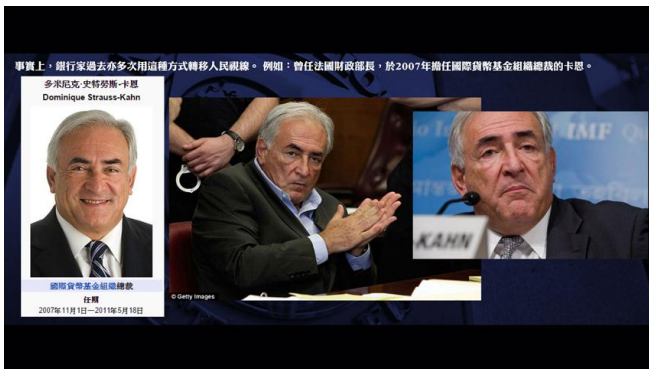 事實上，銀行家過去亦多次用這種方式轉移人民視線。 例如：曾任法國財政部長，於2007年擔任國際貨幣基金組織總裁的卡恩。
多米尼克·史特勞斯-卡恩
Dominique Strauss-Kahn
國際貨幣基金組織總裁
任期
2007年11月1日—2011年5月18日
© Getty Images
IMF
-KAHN